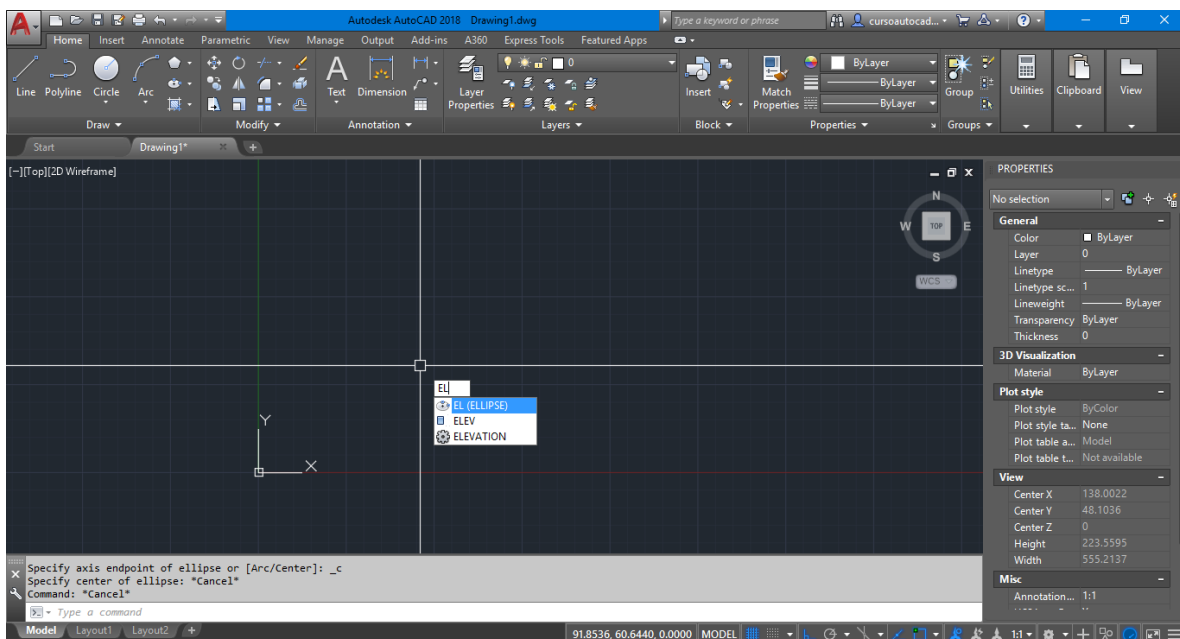 Autodesk AutoCAD 2018 Drawing1.dwg
Type a keyword or phrase
cursoautocad...
Home Insert Annotate Parametric View Manage Output Add-ins A360 Express Tools Featured Apps
0
ByLayer
ByLayer
ByLayer
Line Polyline Circle Arc
Text Dimension
Layer
Properties
Insert
Match
Properties
Group
Utilities Clipboard View
Draw Modify Annotation Layers Block Properties Groups
Start Drawing1* +
[−][Top][2D Wireframe]
N
W TOP E
S
WCS
EL
EL (ELLIPSE)
ELEV
ELEVATION
Y
X
PROPERTIES
No selection
General
Color ByLayer
Layer 0
Linetype ByLayer
Linetype sc... 1
Lineweight ByLayer
Transparency ByLayer
Thickness 0
3D Visualization
Material ByLayer
Plot style
Plot style ByColor
Plot style ta... None
Plot table a... Model
Plot table t... Not available
View
Center X 138.0022
Center Y 48.1036
Center Z 0
Height 223.5595
Width 555.2137
Misc
Annotation... 1:1
Specify axis endpoint of ellipse or [Arc/Center]: _c
Specify center of ellipse: *Cancel*
Command: *Cancel*
Type a command
Model Layout1 Layout2 +
91.8536, 60.6440, 0.0000 MODEL 1:1